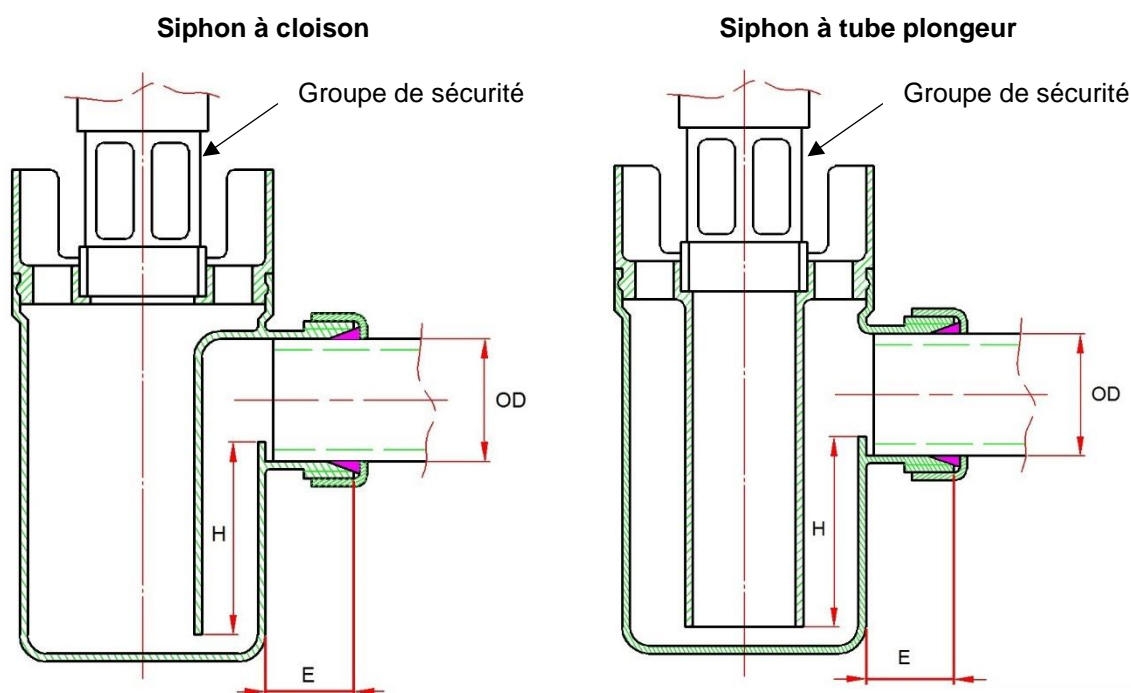 Siphon à cloison
Siphon à tube plongeur
Groupe de sécurité
Groupe de sécurité
OD
OD
H
H
E
E